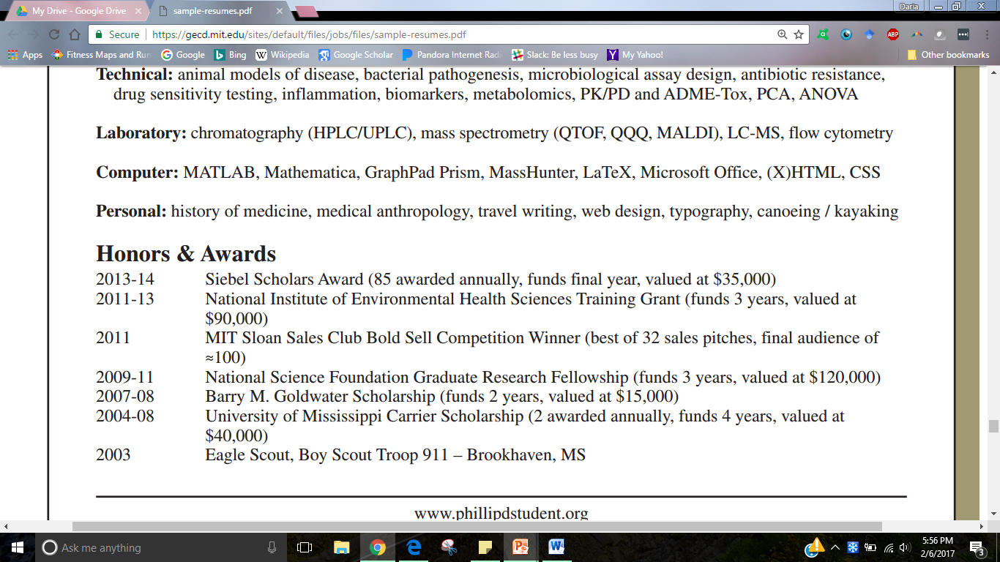 My Drive - Google Drive
sample-resumes.pdf
Daria
Secure
https://gecd.mit.edu/sites/default/files/jobs/files/sample-resumes.pdf
ABP
Apps
Fitness Maps and Run
Google
Bing
Wikipedia
Google Scholar
Pandora Internet Radi
Slack: Be less busy
My Yahoo!
Other bookmarks
Technical: animal models of disease, bacterial pathogenesis, microbiological assay design, antibiotic resistance,
drug sensitivity testing, inflammation, biomarkers, metabolomics, PK/PD and ADME-Tox, PCA, ANOVA
Laboratory: chromatography (HPLC/UPLC), mass spectrometry (QTOF, QQQ, MALDI), LC-MS, flow cytometry
Computer: MATLAB, Mathematica, GraphPad Prism, MassHunter, LaTeX, Microsoft Office, (X)HTML, CSS
Personal: history of medicine, medical anthropology, travel writing, web design, typography, canoeing / kayaking
Honors & Awards
2013-14 Siebel Scholars Award (85 awarded annually, funds final year, valued at $35,000)
2011-13 National Institute of Environmental Health Sciences Training Grant (funds 3 years, valued at
$90,000)
2011 MIT Sloan Sales Club Bold Sell Competition Winner (best of 32 sales pitches, final audience of
≈100)
2009-11 National Science Foundation Graduate Research Fellowship (funds 3 years, valued at $120,000)
2007-08 Barry M. Goldwater Scholarship (funds 2 years, valued at $15,000)
2004-08 University of Mississippi Carrier Scholarship (2 awarded annually, funds 4 years, valued at
$40,000)
2003 Eagle Scout, Boy Scout Troop 911 – Brookhaven, MS
www.phillipdstudent.org
Ask me anything
5:56 PM
2/6/2017
3